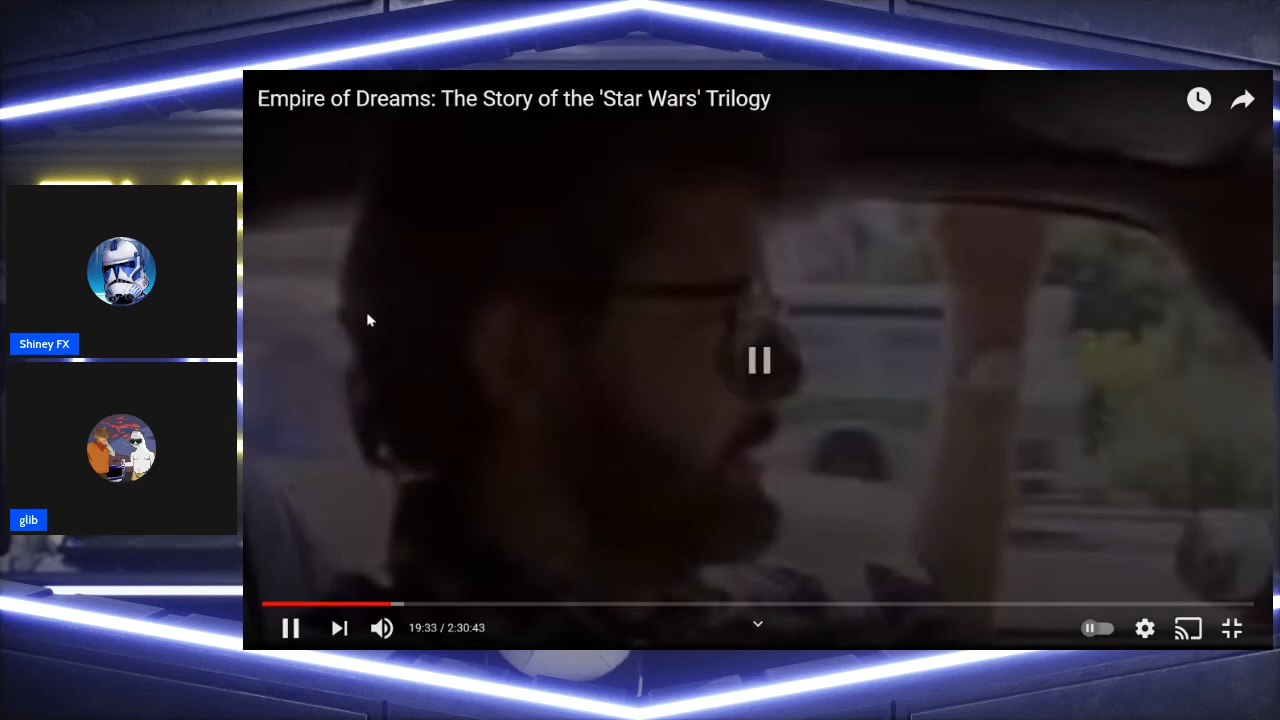 Empire of Dreams: The Story of the 'Star Wars' Trilogy
Shiney FX
glib
19:33 / 2:30:43